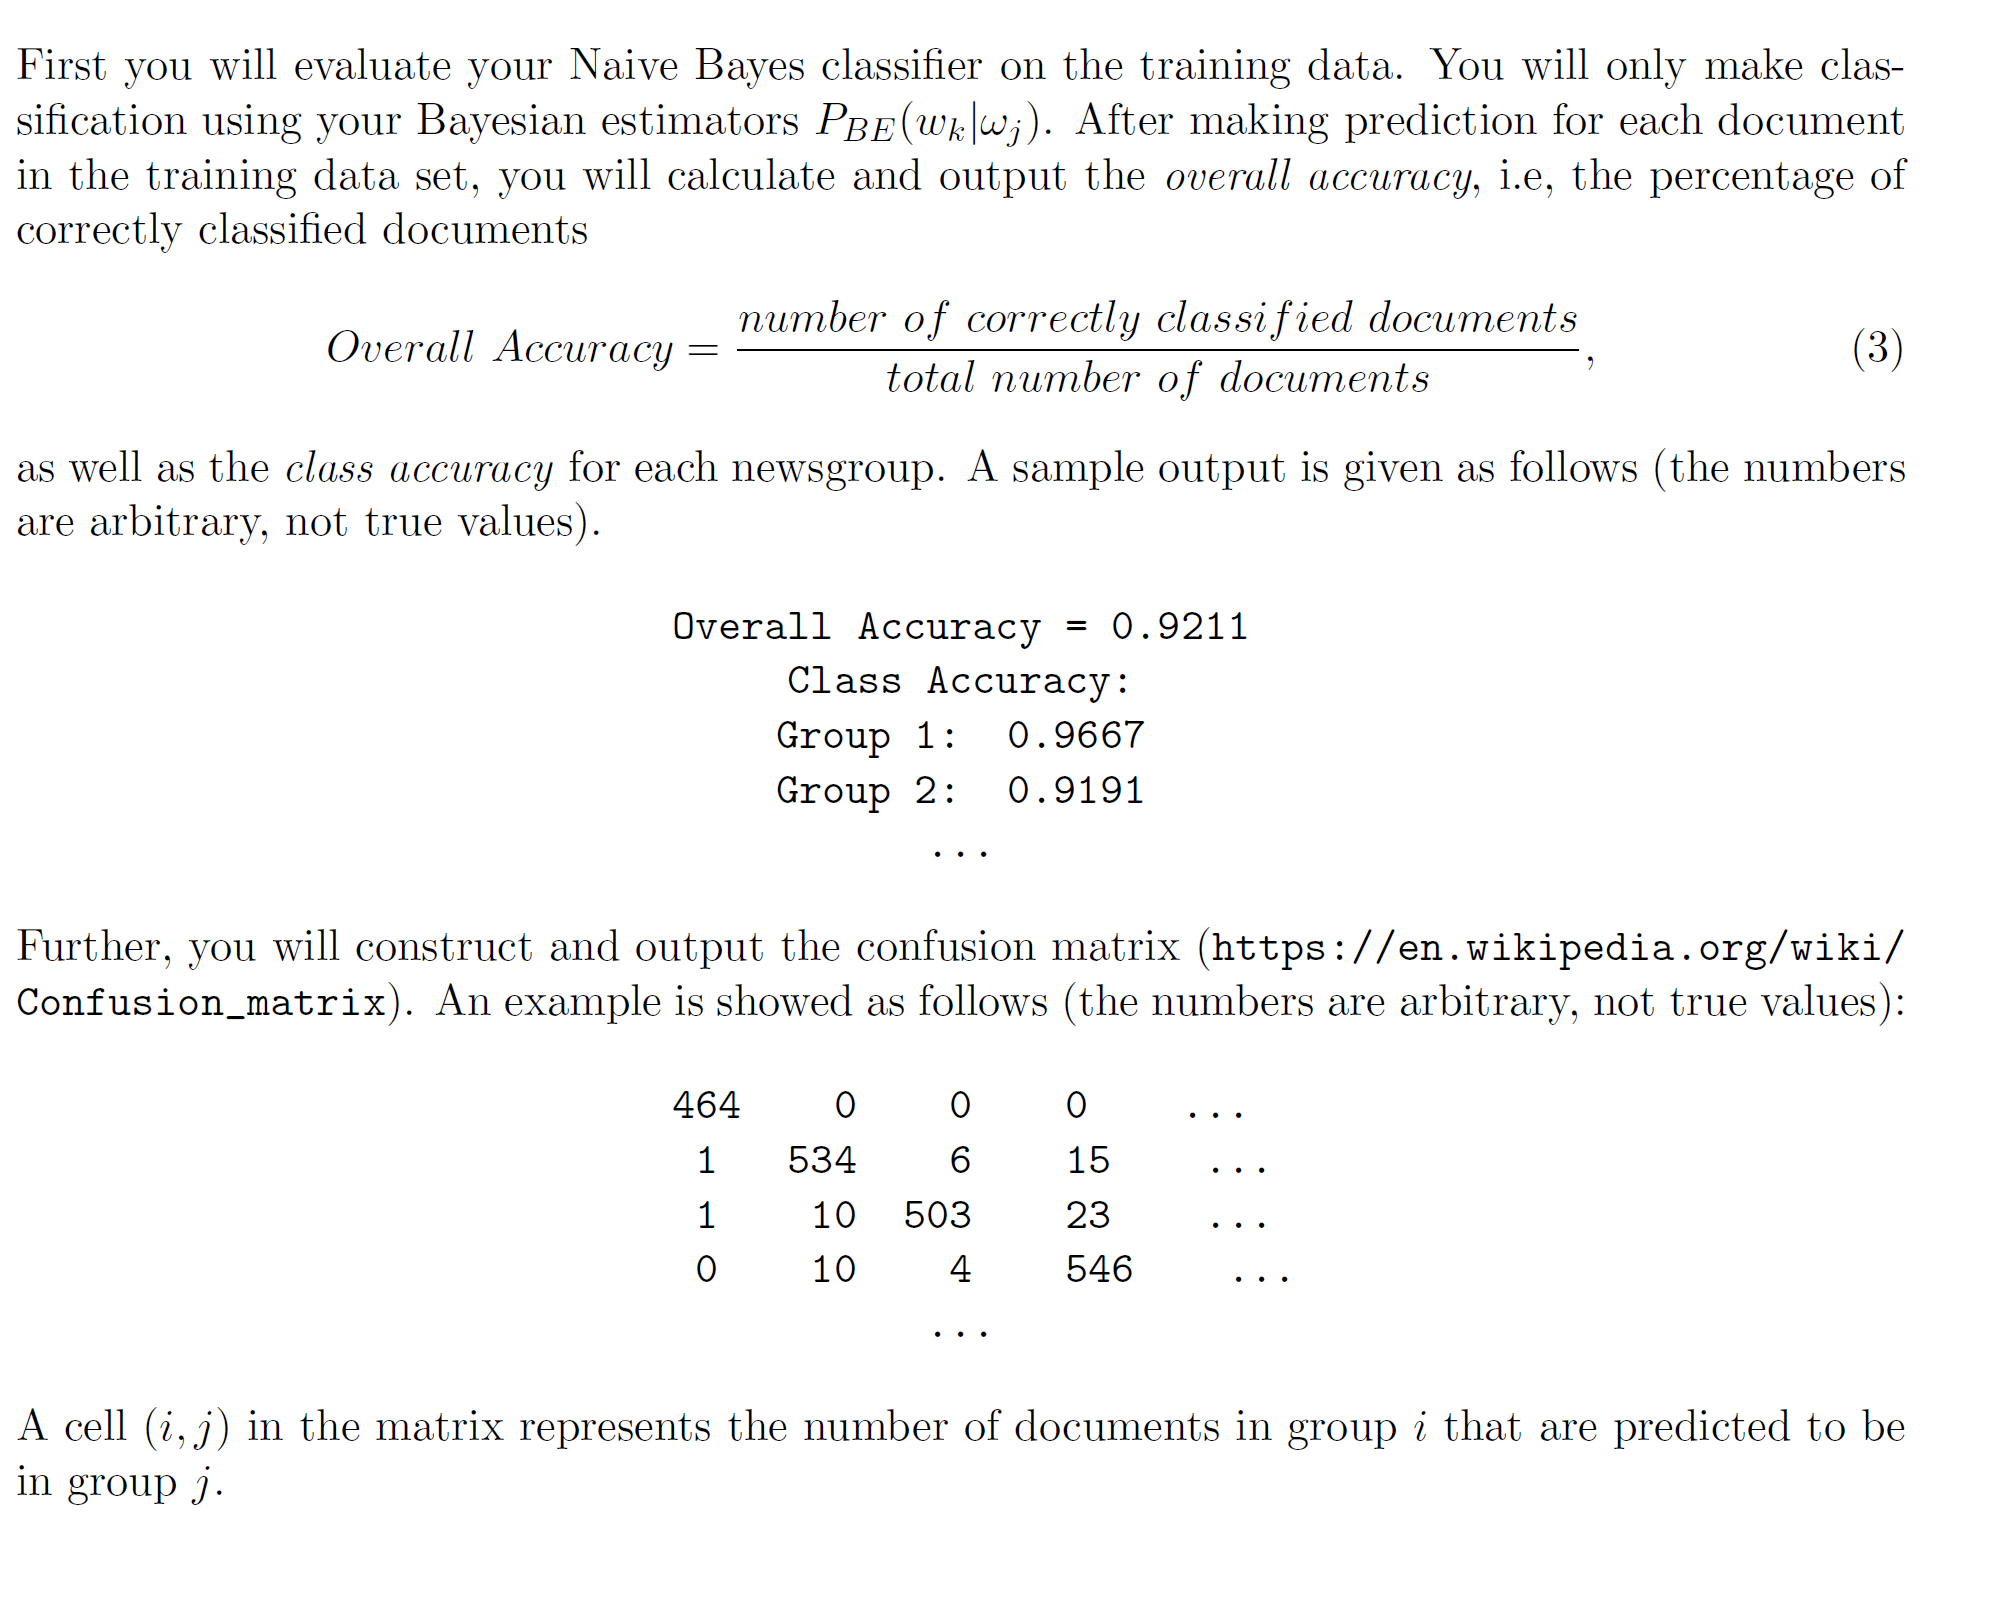 First you will evaluate your Naive Bayes classifier on the training data. You will only make clas-
sification using your Bayesian estimators P_{BE}(w_k|ω_j). After making prediction for each document
in the training data set, you will calculate and output the overall accuracy, i.e, the percentage of
correctly classified documents
Overall Accuracy = \frac{number of correctly classified documents}{total number of documents}, (3)
as well as the class accuracy for each newsgroup. A sample output is given as follows (the numbers
are arbitrary, not true values).
Overall Accuracy = 0.9211
Class Accuracy:
Group 1: 0.9667
Group 2: 0.9191
...
Further, you will construct and output the confusion matrix (https://en.wikipedia.org/wiki/
Confusion_matrix). An example is showed as follows (the numbers are arbitrary, not true values):
464 0 0 0 ...
1 534 6 15 ...
1 10 503 23 ...
0 10 4 546 ...
...
A cell (i, j) in the matrix represents the number of documents in group i that are predicted to be
in group j.